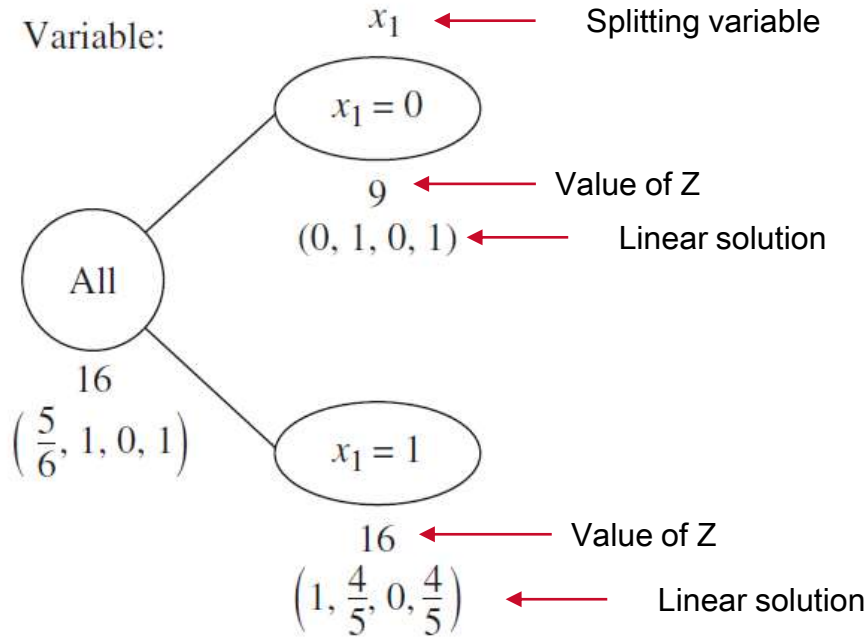 Variable: x₁ Splitting variable
x₁ = 0
9 Value of Z
(0, 1, 0, 1) Linear solution
All
16
(5/6, 1, 0, 1)
x₁ = 1
16 Value of Z
(1, 4/5, 0, 4/5) Linear solution